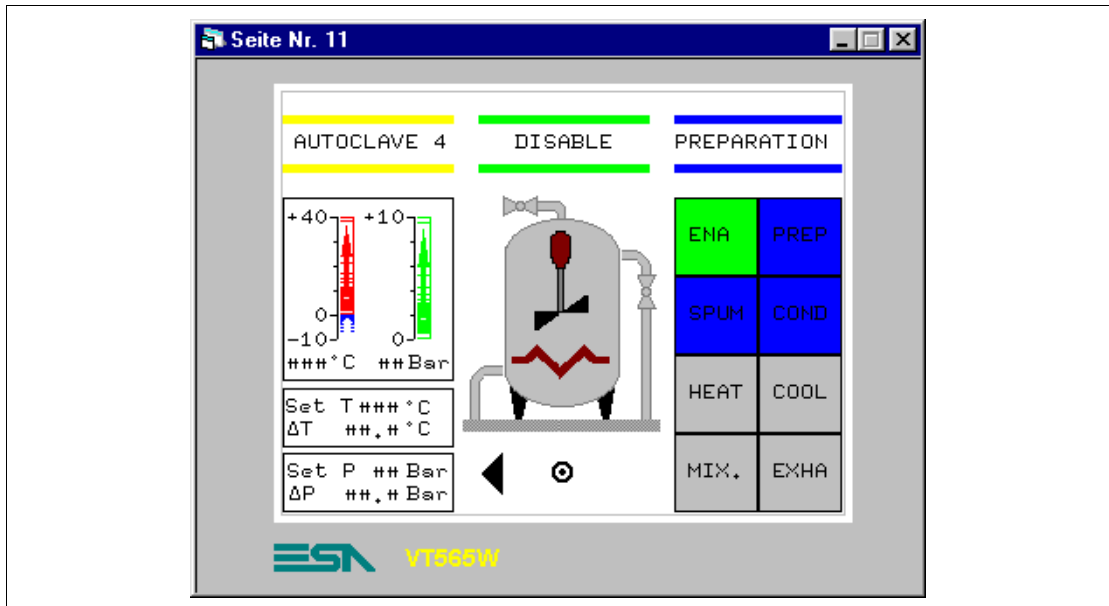 Seite Nr. 11
AUTOCLAVE 4 DISABLE PREPARATION
+40 +10
0
-10 0
###°C ##Bar
Set T###°C
ΔT ##.#°C
Set P ##Bar
ΔP ##.#Bar
ENA PREP
SPUM COND
HEAT COOL
MIX. EXHA
ESA VT565W